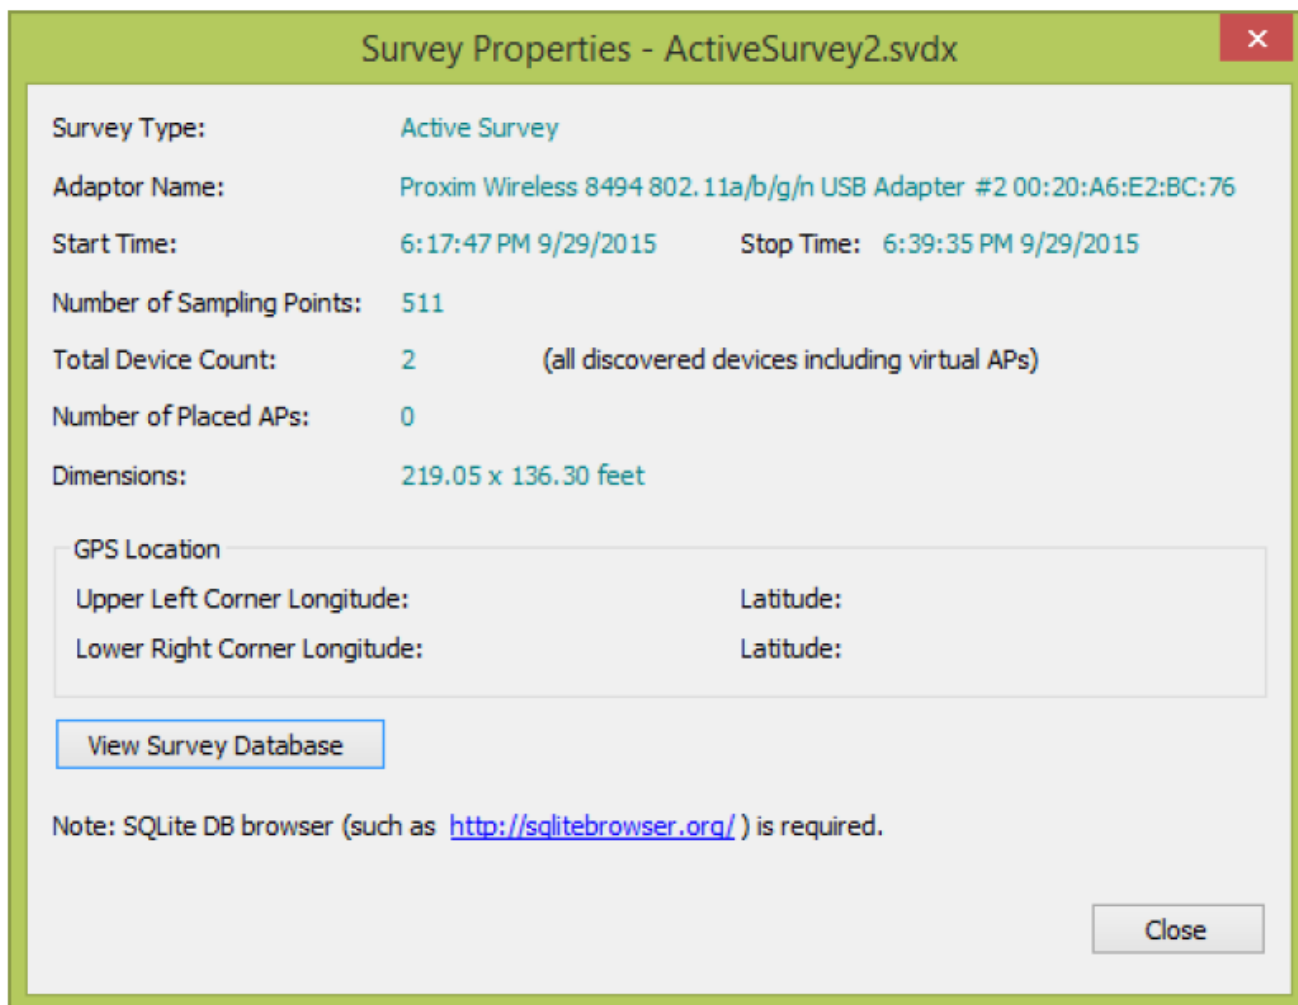 Survey Properties - ActiveSurvey2.svdx
Survey Type: Active Survey
Adaptor Name: Proxim Wireless 8494 802.11a/b/g/n USB Adapter #2 00:20:A6:E2:BC:76
Start Time: 6:17:47 PM 9/29/2015 Stop Time: 6:39:35 PM 9/29/2015
Number of Sampling Points: 511
Total Device Count: 2 (all discovered devices including virtual APs)
Number of Placed APs: 0
Dimensions: 219.05 x 136.30 feet
GPS Location
Upper Left Corner Longitude: Latitude:
Lower Right Corner Longitude: Latitude:
View Survey Database
Note: SQLite DB browser (such as http://sqlitebrowser.org/ ) is required.
Close